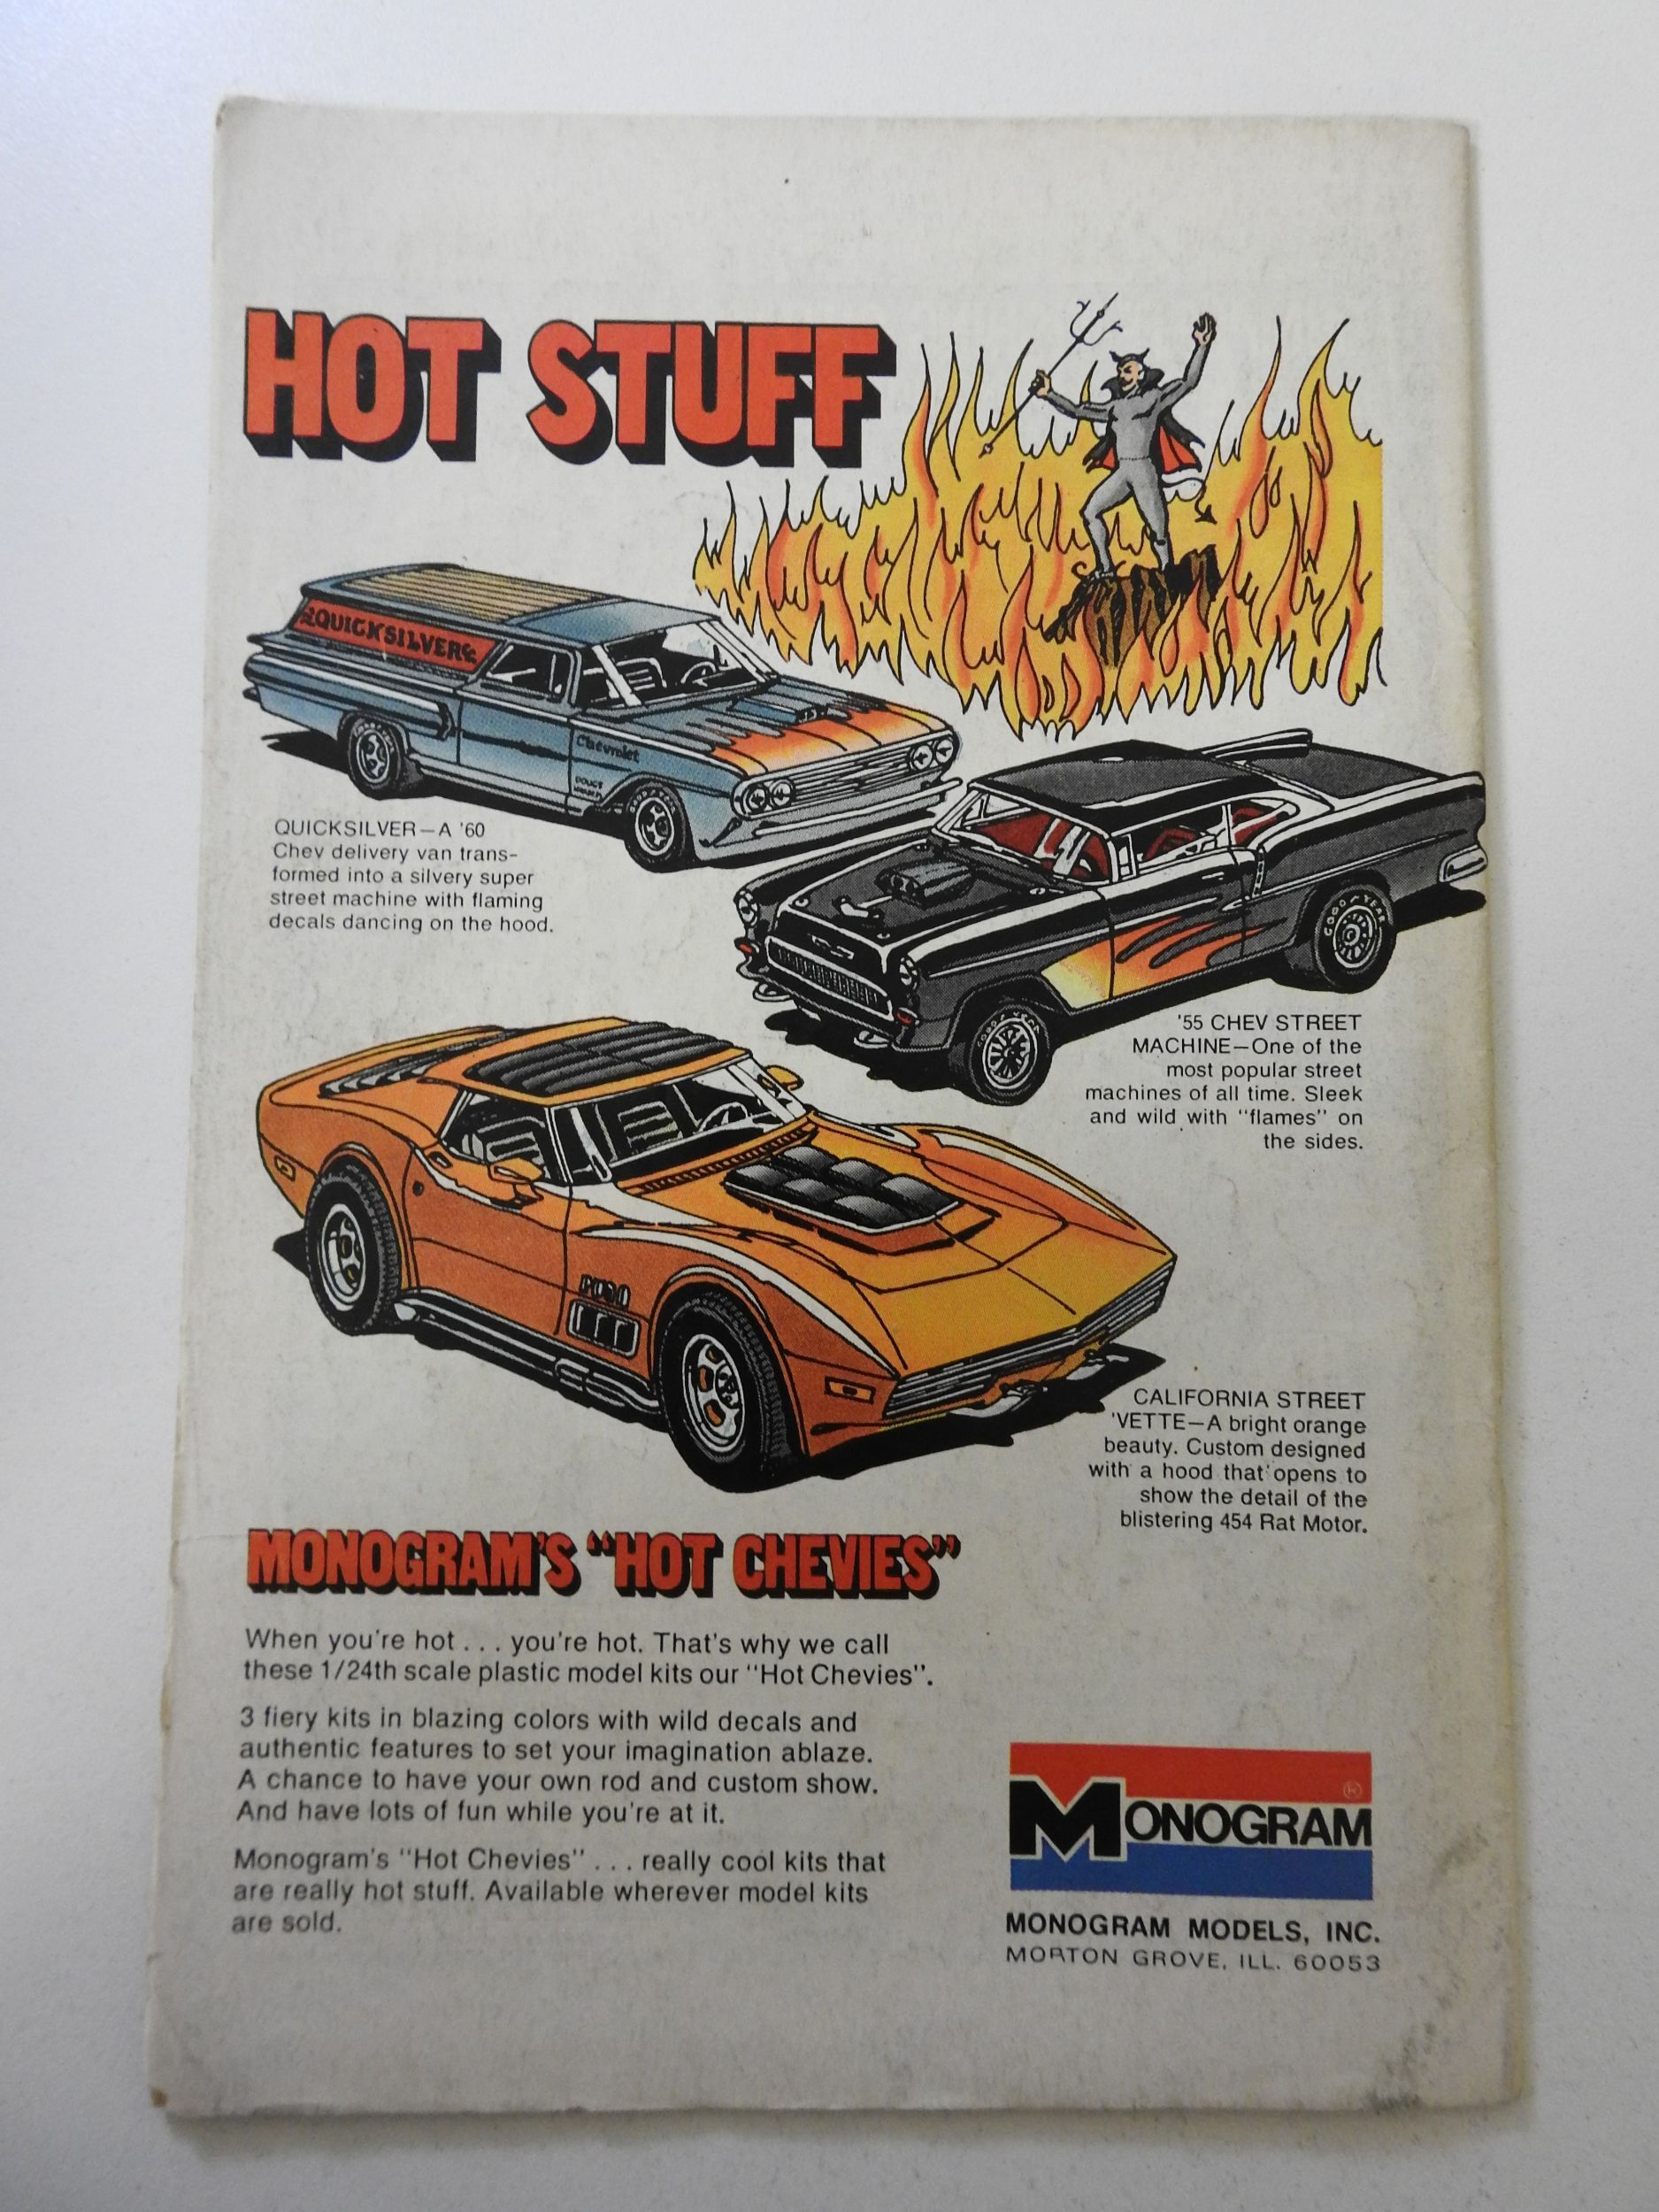 HOT STUFF
QUICKSILVER
Chevrolet
QUICKSILVER—A '60
Chev delivery van trans-
formed into a silvery super
street machine with flaming
decals dancing on the hood.
GOOD YEAR
GOOD YEAR
'55 CHEV STREET
MACHINE—One of the
most popular street
machines of all time. Sleek
and wild with "flames" on
the sides.
CALIFORNIA STREET
'VETTE—A bright orange
beauty. Custom designed
with a hood that opens to
show the detail of the
blistering 454 Rat Motor.
MONOGRAM'S "HOT CHEVIES"
When you're hot . . . you're hot. That's why we call
these 1/24th scale plastic model kits our "Hot Chevies".
3 fiery kits in blazing colors with wild decals and
authentic features to set your imagination ablaze.
A chance to have your own rod and custom show.
And have lots of fun while you're at it.
Monogram's "Hot Chevies" . . . really cool kits that
are really hot stuff. Available wherever model kits
are sold.
MONOGRAM ®
MONOGRAM MODELS, INC.
MORTON GROVE, ILL. 60053